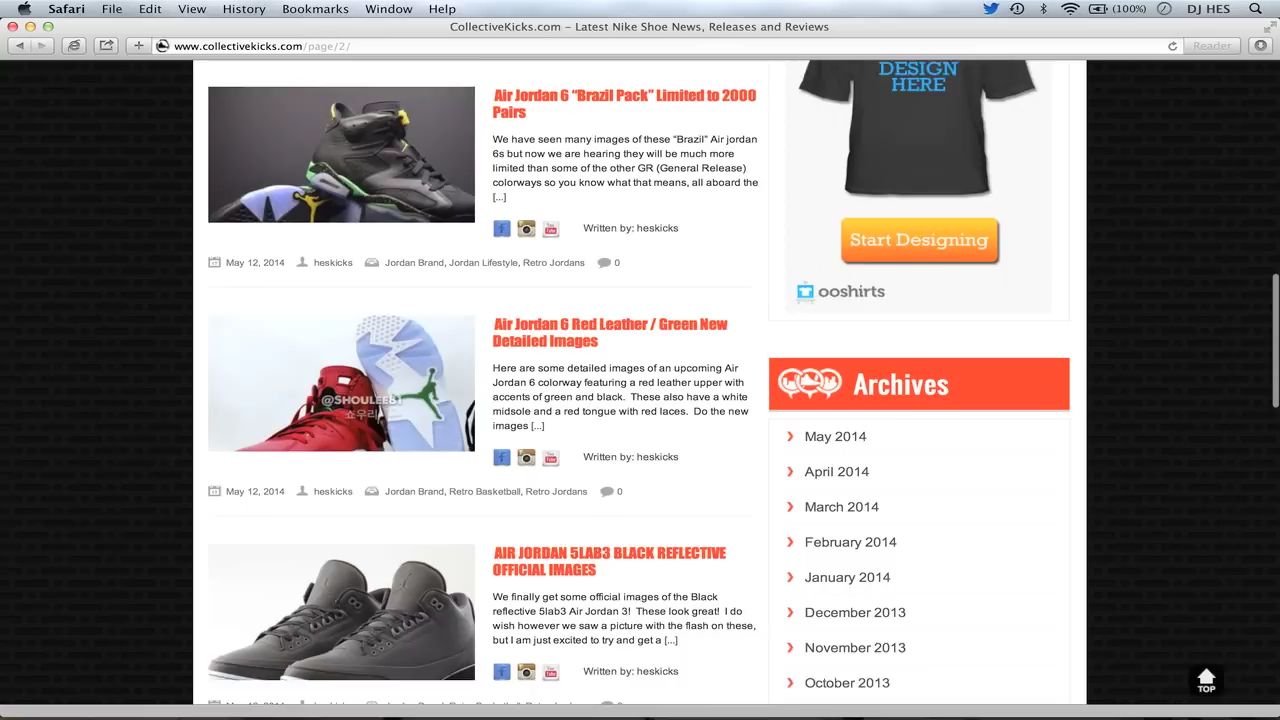 Safari File Edit View History Bookmarks Window Help (100%) DJ HES
CollectiveKicks.com – Latest Nike Shoe News, Releases and Reviews
www.collectivekicks.com/page/2/ Reader
Air Jordan 6 “Brazil Pack” Limited to 2000
Pairs
We have seen many images of these “Brazil” Air jordan
6s but now we are hearing they will be much more
limited than some of the other GR (General Release)
colorways so you know what that means, all aboard the
[...]
Written by: heskicks
May 12, 2014 heskicks Jordan Brand, Jordan Lifestyle, Retro Jordans 0
@SHOULEE81
쇼우리
Air Jordan 6 Red Leather / Green New
Detailed Images
Here are some detailed images of an upcoming Air
Jordan 6 colorway featuring a red leather upper with
accents of green and black. These also have a white
midsole and a red tongue with red laces. Do the new
images [...]
Written by: heskicks
May 12, 2014 heskicks Jordan Brand, Retro Basketball, Retro Jordans 0
AIR JORDAN 5LAB3 BLACK REFLECTIVE
OFFICIAL IMAGES
We finally get some official images of the Black
reflective 5lab3 Air Jordan 3! These look great! I do
wish however we saw a picture with the flash on these,
but I am just excited to try and get a [...]
Written by: heskicks
DESIGN
HERE
Start Designing
ooshirts
Archives
May 2014
April 2014
March 2014
February 2014
January 2014
December 2013
November 2013
October 2013
TOP